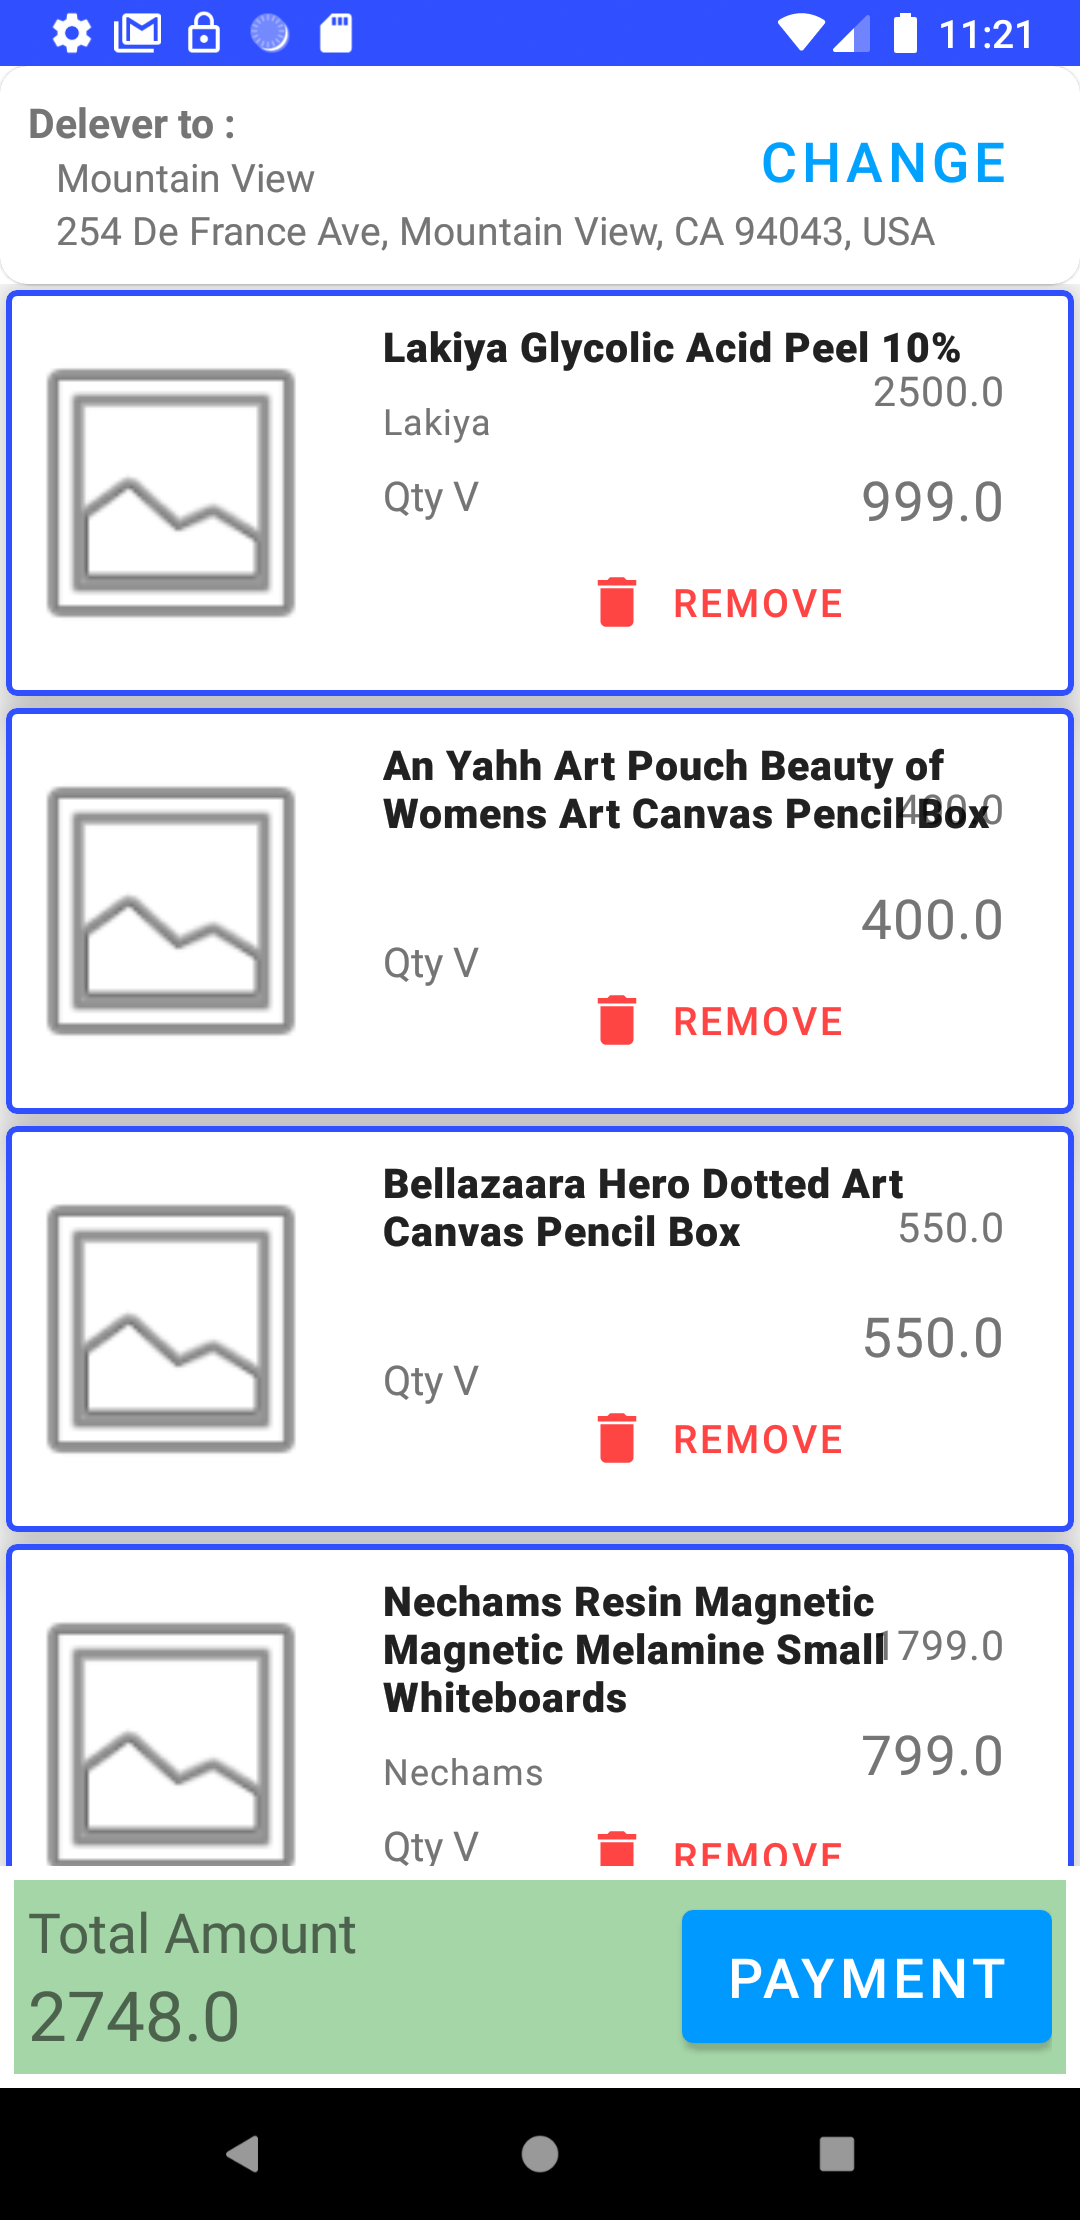 11:21
Delever to :
Mountain View
CHANGE
254 De France Ave, Mountain View, CA 94043, USA
Lakiya Glycolic Acid Peel 10%
2500.0
Lakiya
Qty V
999.0
REMOVE
An Yahh Art Pouch Beauty of
Womens Art Canvas Pencil Box
400.0
400.0
Qty V
REMOVE
Bellazaara Hero Dotted Art
Canvas Pencil Box
550.0
550.0
Qty V
REMOVE
Nechams Resin Magnetic
Magnetic Melamine Small
1799.0
Whiteboards
799.0
Nechams
Qty V
REMOVE
Total Amount
2748.0
PAYMENT